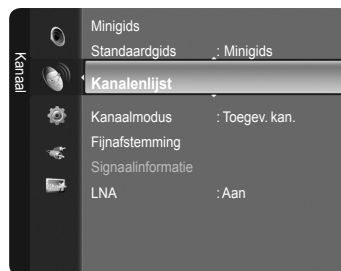 Kanaal
Minigids
Standaardgids : Minigids
Kanalenlijst
Kanaalmodus : Toegev. kan.
Fijnafstemming
Signaalinformatie
LNA : Aan